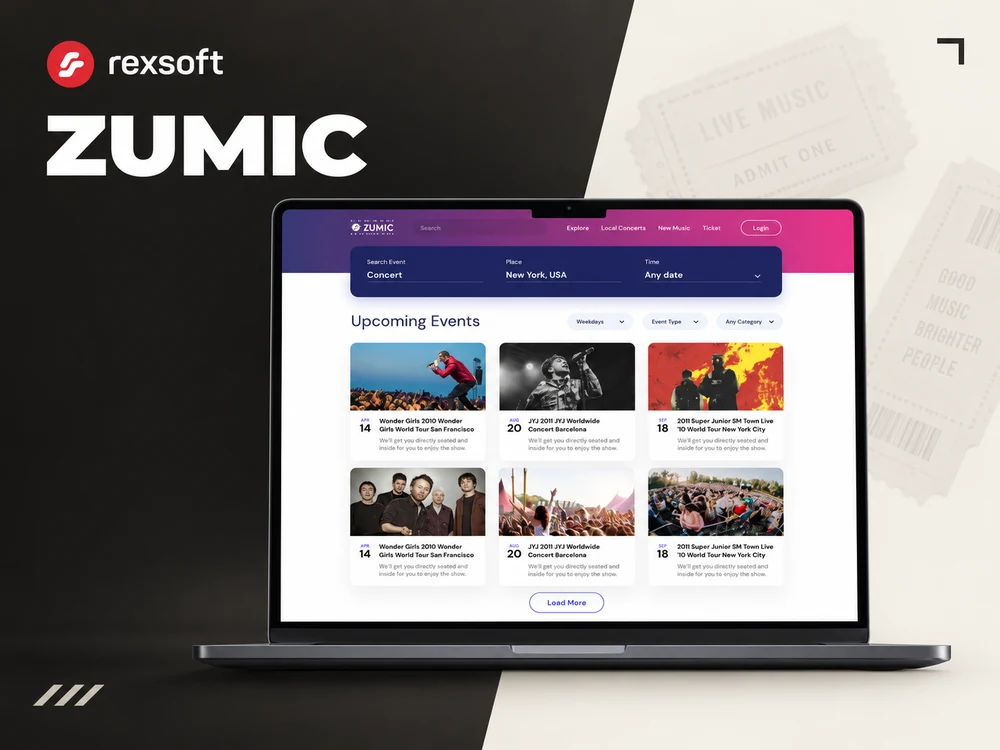 rexsoft
ZUMIC
LIVE MUSIC
ADMIT ONE
GOOD
MUSIC
BRIGHTER
PEOPLE
ZUMIC
Search
Explore
Local Concerts
New Music
Ticket
Login
Search Event
Concert
Place
New York, USA
Time
Any date
Upcoming Events
Weekdays
Event Type
Any Category
APR
14
Wonder Girls 2010 Wonder
Girls World Tour San Francisco
We'll get you directly seated and
inside for you to enjoy the show.
AUG
20
JYJ 2011 JYJ Worldwide
Concert Barcelona
We'll get you directly seated and
inside for you to enjoy the show.
SEP
18
2011 Super Junior SM Town Live
'10 World Tour New York City
We'll get you directly seated and
inside for you to enjoy the show.
APR
14
Wonder Girls 2010 Wonder
Girls World Tour San Francisco
We'll get you directly seated and
inside for you to enjoy the show.
AUG
20
JYJ 2011 JYJ Worldwide
Concert Barcelona
We'll get you directly seated and
inside for you to enjoy the show.
SEP
18
2011 Super Junior SM Town Live
'10 World Tour New York City
We'll get you directly seated and
inside for you to enjoy the show.
Load More